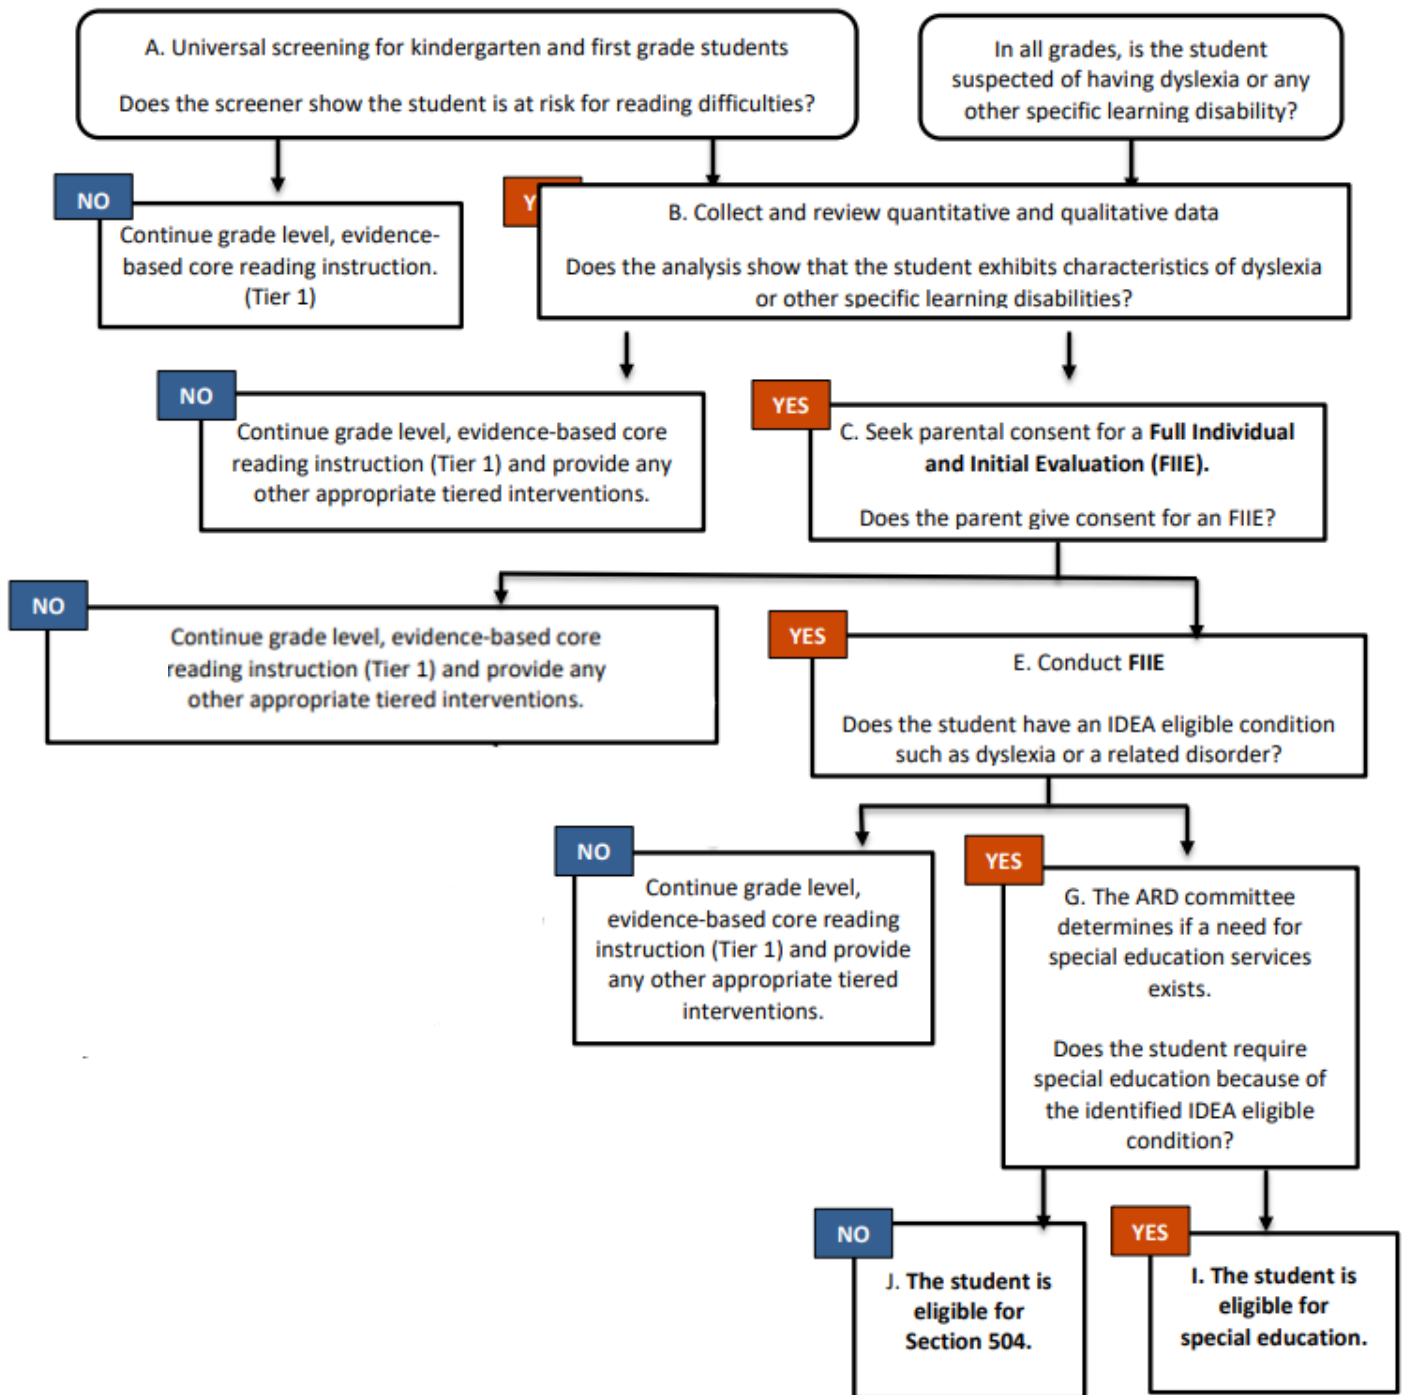 A. Universal screening for kindergarten and first grade students
Does the screener show the student is at risk for reading difficulties?
In all grades, is the student
suspected of having dyslexia or any
other specific learning disability?
NO
Continue grade level, evidence-
based core reading instruction.
(Tier 1)
Y
B. Collect and review quantitative and qualitative data
Does the analysis show that the student exhibits characteristics of dyslexia
or other specific learning disabilities?
NO
Continue grade level, evidence-based core
reading instruction (Tier 1) and provide any
other appropriate tiered interventions.
YES
C. Seek parental consent for a Full Individual
and Initial Evaluation (FIIE).
Does the parent give consent for an FIIE?
NO
Continue grade level, evidence-based core
reading instruction (Tier 1) and provide any
other appropriate tiered interventions.
YES
E. Conduct FIIE
Does the student have an IDEA eligible condition
such as dyslexia or a related disorder?
NO
Continue grade level,
evidence-based core reading
instruction (Tier 1) and provide
any other appropriate tiered
interventions.
YES
G. The ARD committee
determines if a need for
special education services
exists.
Does the student require
special education because of
the identified IDEA eligible
condition?
NO
J. The student is
eligible for
Section 504.
YES
I. The student is
eligible for
special education.